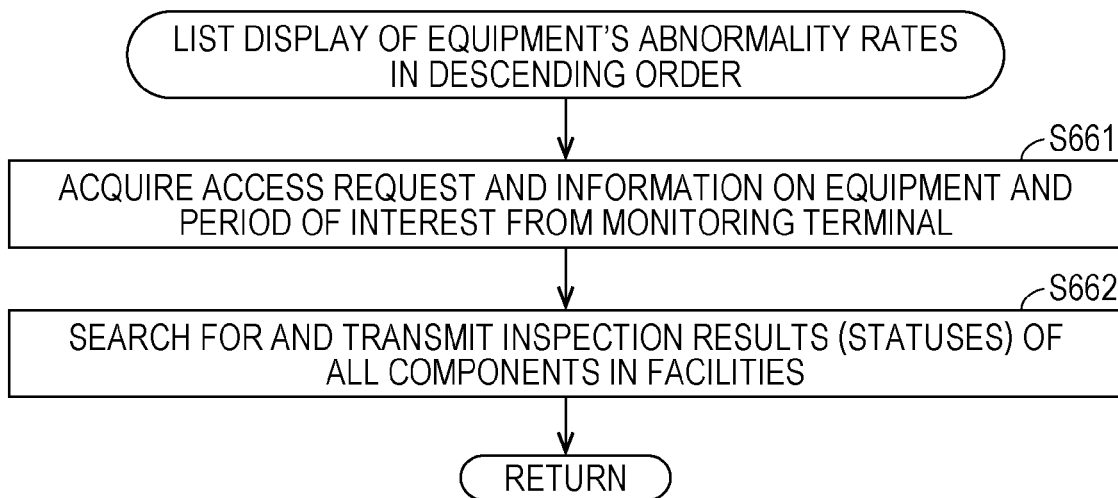 LIST DISPLAY OF EQUIPMENT'S ABNORMALITY RATES
IN DESCENDING ORDER
S661
ACQUIRE ACCESS REQUEST AND INFORMATION ON EQUIPMENT AND
PERIOD OF INTEREST FROM MONITORING TERMINAL
S662
SEARCH FOR AND TRANSMIT INSPECTION RESULTS (STATUSES) OF
ALL COMPONENTS IN FACILITIES
RETURN